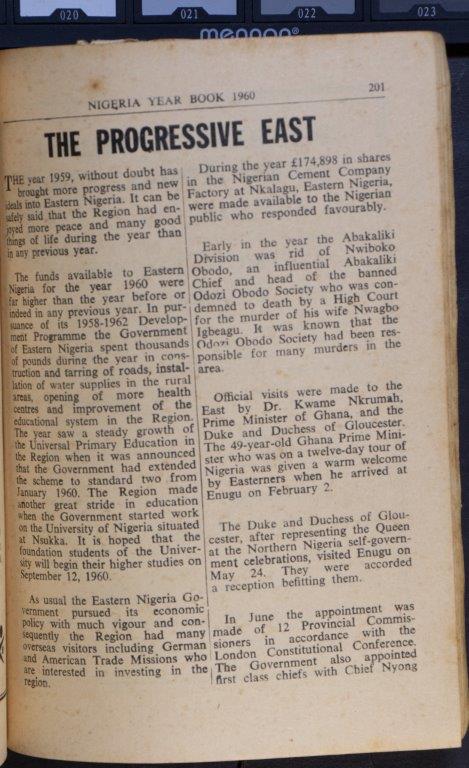 020
021
022
023
mennon®
NIGERIA YEAR BOOK 1960
201
THE PROGRESSIVE EAST
THE year 1959, without doubt has
brought more progress and new
ideals into Eastern Nigeria. It can be
safely said that the Region had en-
joyed more peace and many good
things of life during the year than
in any previous year.
The funds available to Eastern
Nigeria for the year 1960 were
far higher than the year before or
indeed in any previous year. In pur-
suance of its 1958-1962 Develop-
ment Programme the Government
of Eastern Nigeria spent thousands
of pounds during the year in cons-
truction and tarring of roads, instal-
lation of water supplies in the rural
areas, opening of more health
centres and improvement of the
educational system in the Region.
The year saw a steady growth of
the Universal Primary Education in
the Region when it was announced
that the Government had extended
the scheme to standard two from
January 1960. The Region made
another great stride in education
when the Government started work
on the University of Nigeria situated
at Nsukka. It is hoped that the
foundation students of the Univer-
sity will begin their higher studies on
September 12, 1960.
As usual the Eastern Nigeria Go-
vernment pursued its economic
policy with much vigour and con-
sequently the Region had many
overseas visitors including German
and American Trade Missions who
are interested in investing in the
region.
During the year £174,898 in shares
in the Nigerian Cement Company
Factory at Nkalagu, Eastern Nigeria,
were made available to the Nigerian
public who responded favourably.
Early in the year the Abakaliki
Division was rid of Nwiboko
Obodo, an influential Abakaliki
Chief and head of the banned
Odozi Obodo Society who was con-
demned to death by a High Court
for the murder of his wife Nwagbo
Igbeagu. It was known that the
Odozi Obodo Society had been res-
ponsible for many murders in the
area.
Official visits were made to the
East by Dr. Kwame Nkrumah,
Prime Minister of Ghana, and the
Duke and Duchess of Gloucester.
The 49-year-old Ghana Prime Mini-
ster who was on a twelve-day tour of
Nigeria was given a warm welcome
by Easterners when he arrived at
Enugu on February 2.
The Duke and Duchess of Glou-
cester, after representing the Queen
at the Northern Nigeria self-govern-
ment celebrations, visited Enugu on
May 24. They were accorded
a reception befitting them.
In June the appointment was
made of 12 Provincial Commis-
sioners in accordance with the
London Constitutional Conference.
The Government also appointed
first class chiefs with Chief Nyong